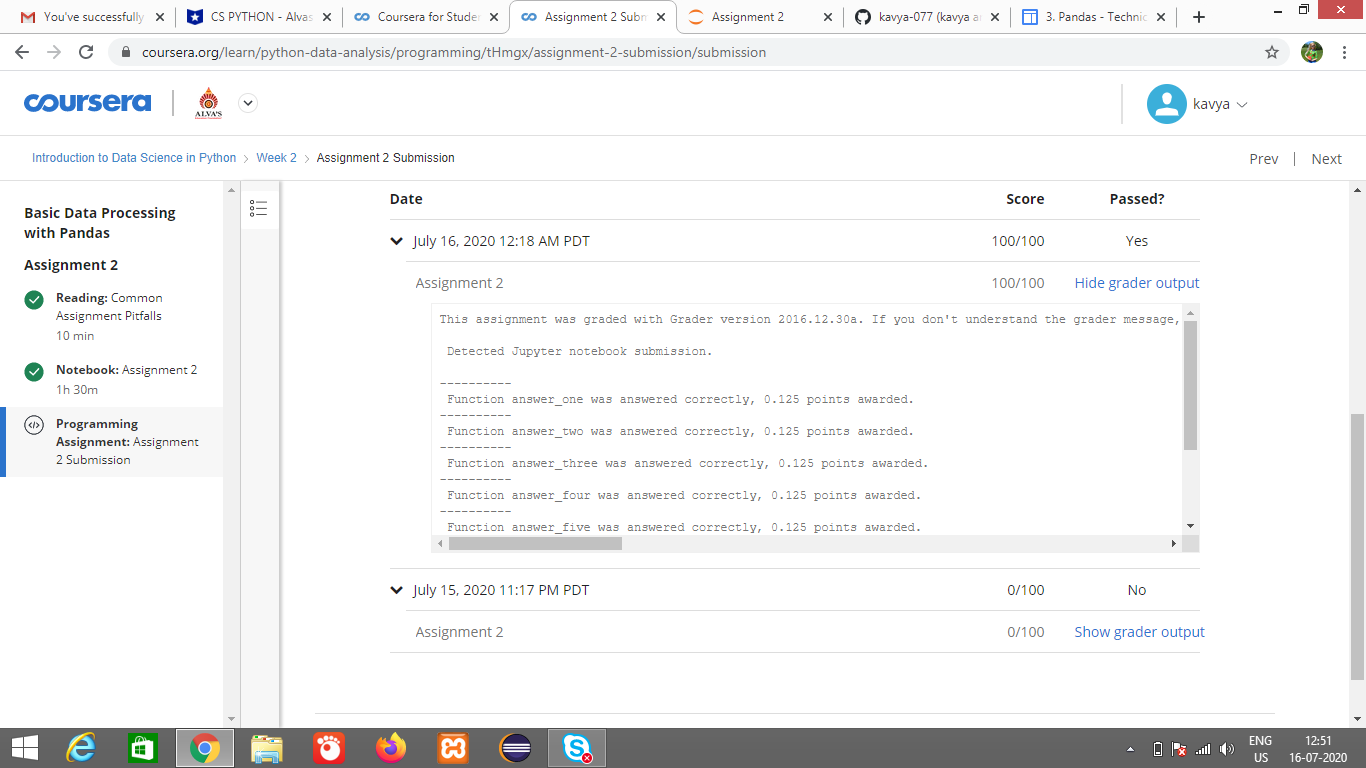 You've successfully
CS PYTHON - Alvas
Coursera for Studer
Assignment 2 Subm
Assignment 2
kavya-077 (kavya a
3. Pandas - Technic
coursera.org/learn/python-data-analysis/programming/tHmgx/assignment-2-submission/submission
coursera
ALVA'S
kavya
Introduction to Data Science in Python > Week 2 > Assignment 2 Submission
Prev | Next
Basic Data Processing
with Pandas
Assignment 2
Reading: Common
Assignment Pitfalls
10 min
Notebook: Assignment 2
1h 30m
Programming
Assignment: Assignment
2 Submission
Date Score Passed?
July 16, 2020 12:18 AM PDT 100/100 Yes
Assignment 2 100/100 Hide grader output
This assignment was graded with Grader version 2016.12.30a. If you don't understand the grader message,
Detected Jupyter notebook submission.
----------
Function answer_one was answered correctly, 0.125 points awarded.
----------
Function answer_two was answered correctly, 0.125 points awarded.
----------
Function answer_three was answered correctly, 0.125 points awarded.
----------
Function answer_four was answered correctly, 0.125 points awarded.
----------
Function answer_five was answered correctly, 0.125 points awarded.
July 15, 2020 11:17 PM PDT 0/100 No
Assignment 2 0/100 Show grader output
ENG 12:51
US 16-07-2020